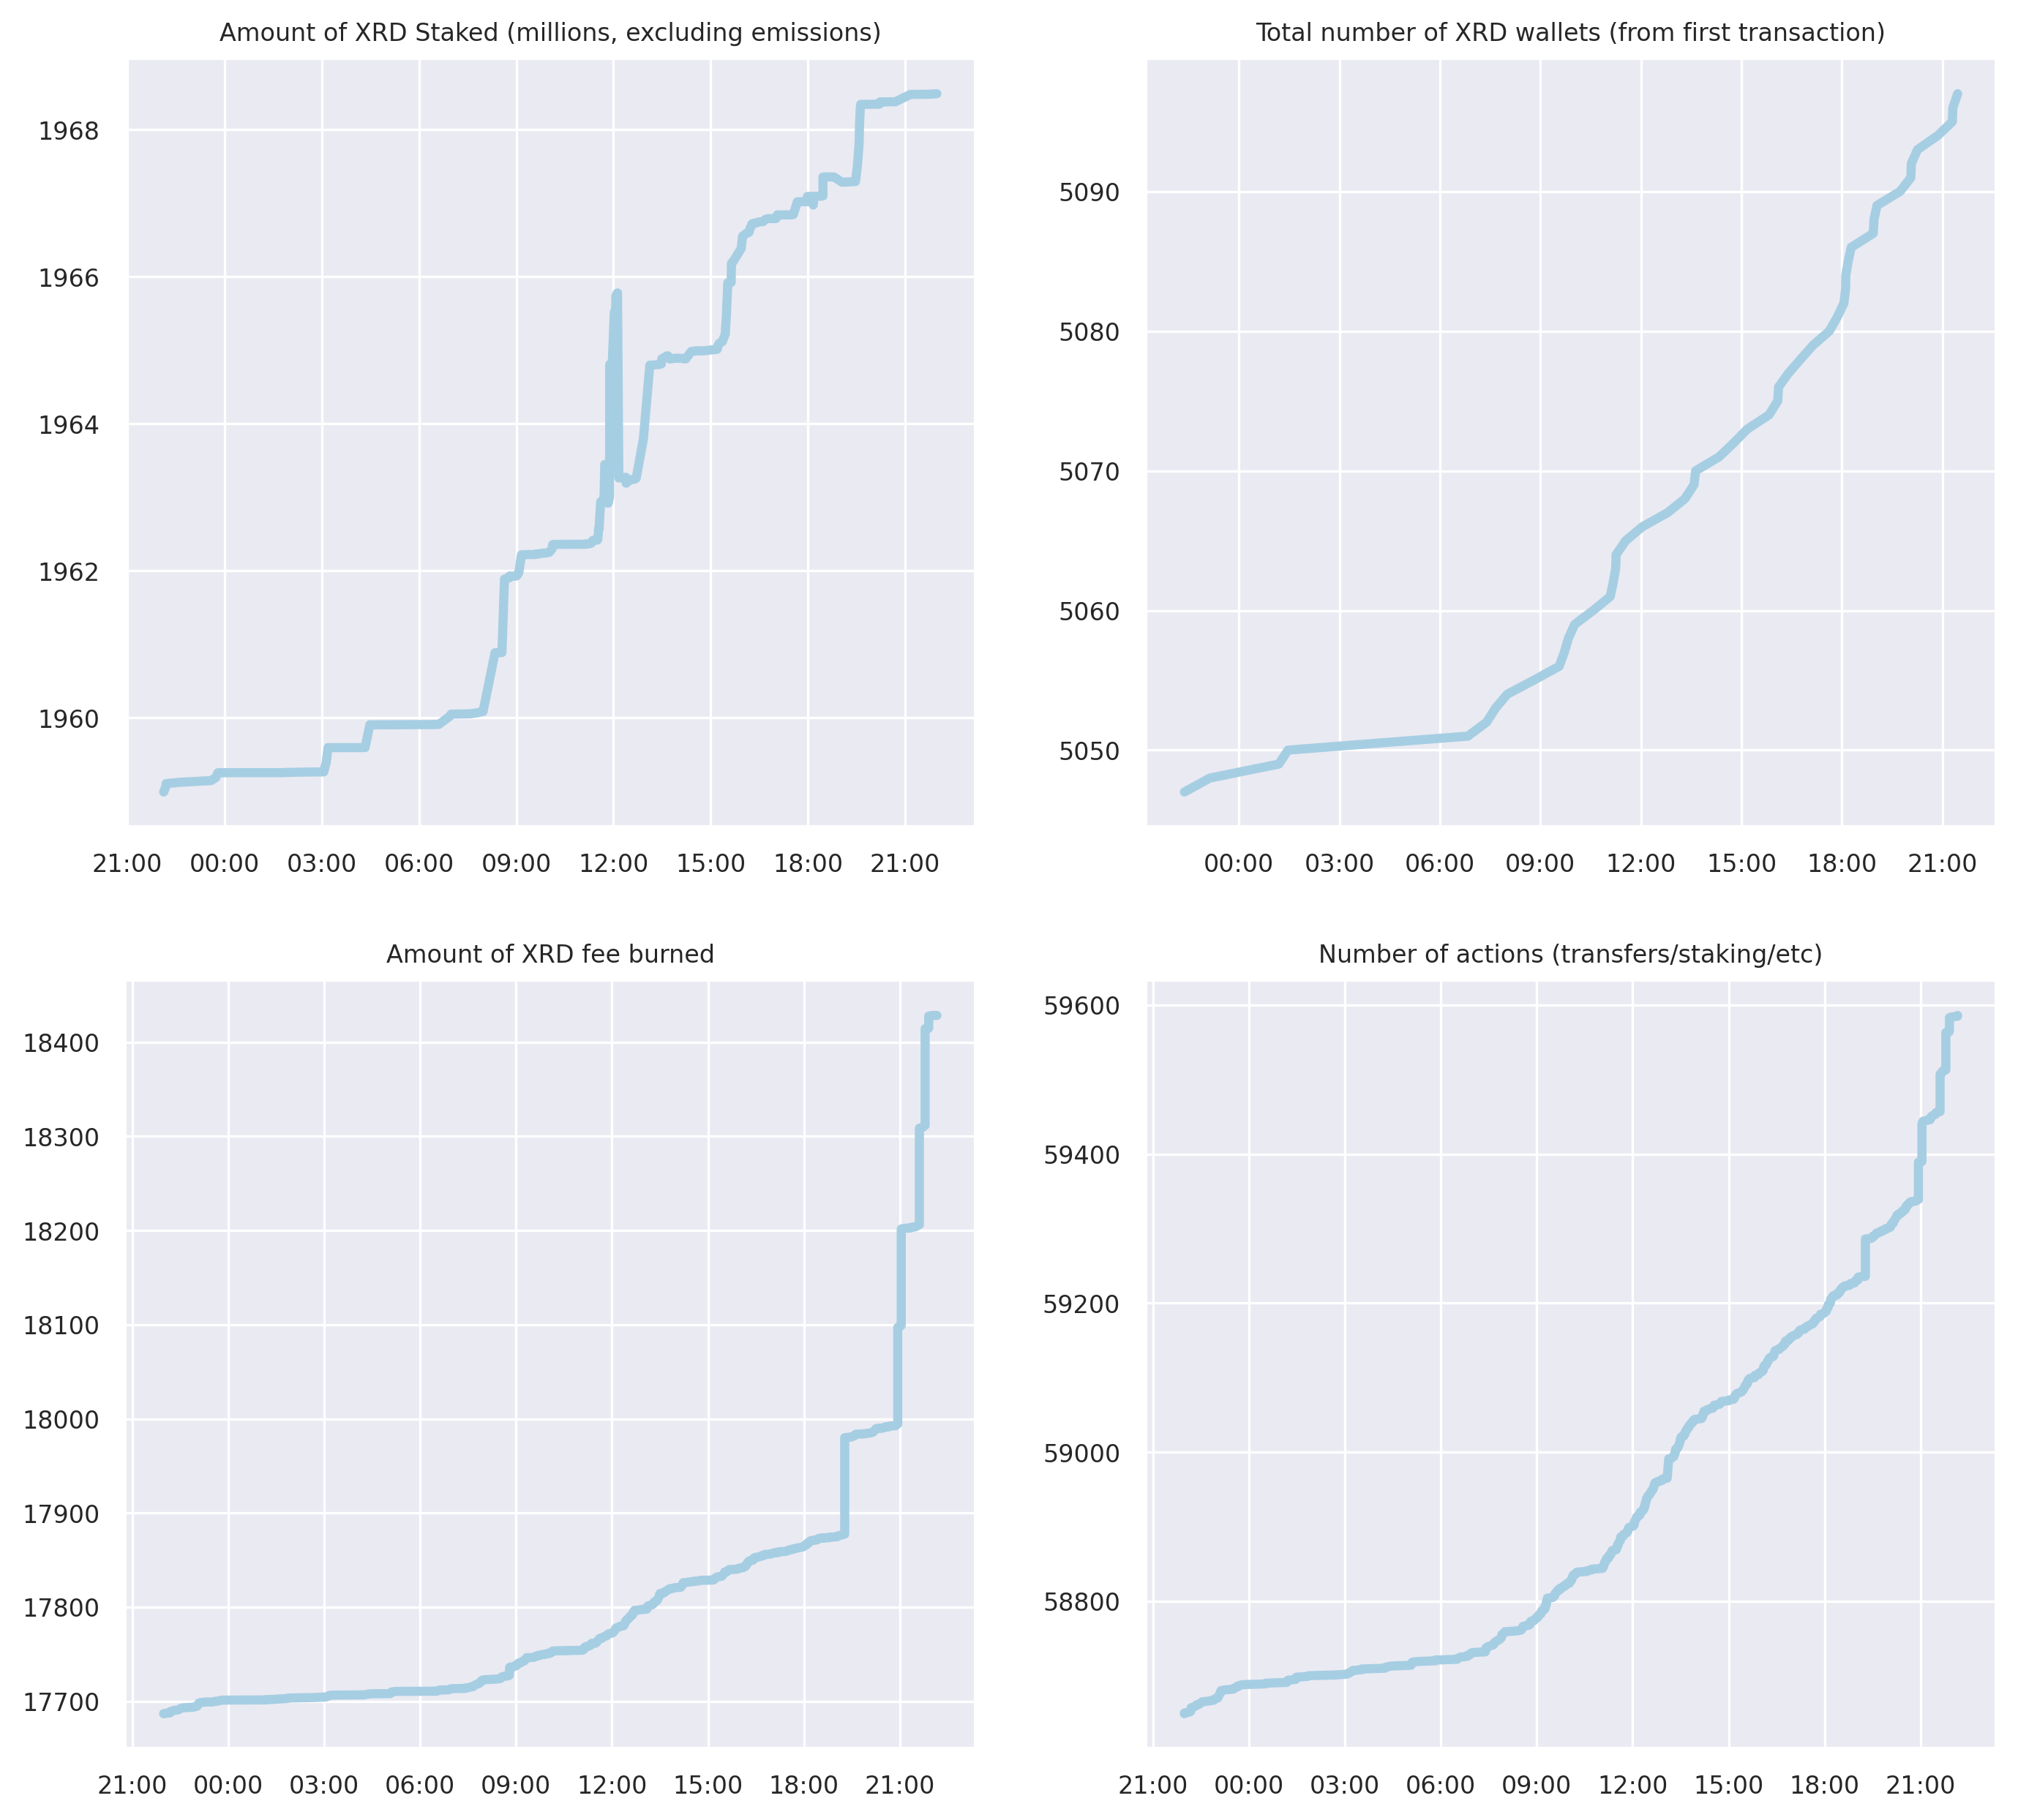 Amount of XRD Staked (millions, excluding emissions)
1968
1966
1964
1962
1960
21:00 00:00 03:00 06:00 09:00 12:00 15:00 18:00 21:00
Total number of XRD wallets (from first transaction)
5090
5080
5070
5060
5050
00:00 03:00 06:00 09:00 12:00 15:00 18:00 21:00
Amount of XRD fee burned
18400
18300
18200
18100
18000
17900
17800
17700
21:00 00:00 03:00 06:00 09:00 12:00 15:00 18:00 21:00
Number of actions (transfers/staking/etc)
59600
59400
59200
59000
58800
21:00 00:00 03:00 06:00 09:00 12:00 15:00 18:00 21:00